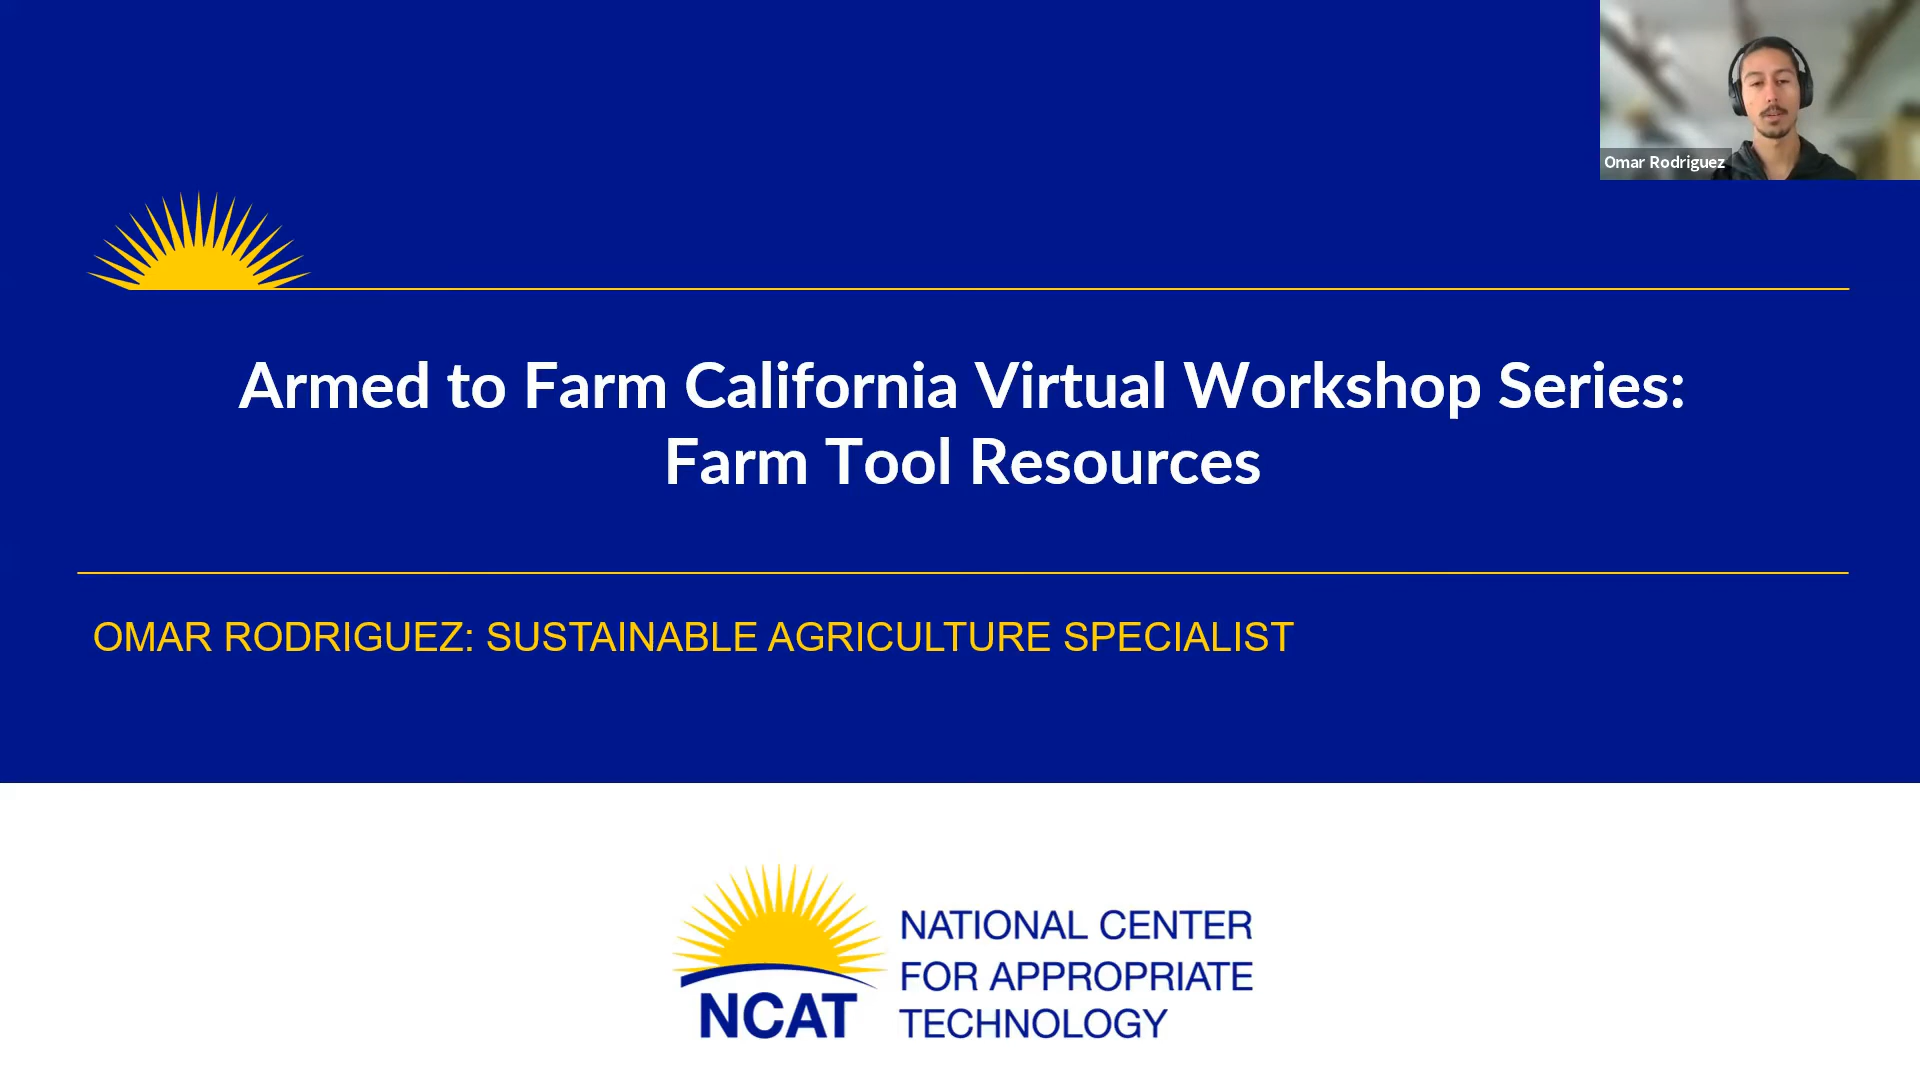 Omar Rodriguez
Armed to Farm California Virtual Workshop Series:
Farm Tool Resources
OMAR RODRIGUEZ: SUSTAINABLE AGRICULTURE SPECIALIST
NCAT
NATIONAL CENTER
FOR APPROPRIATE
TECHNOLOGY